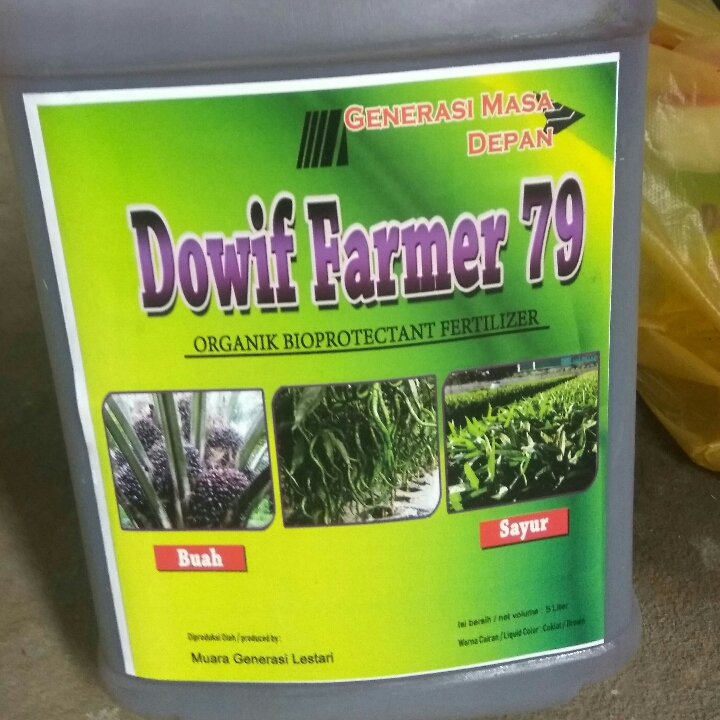 GENERASI MASA
DEPAN
Dowif Farmer 79
ORGANIK BIOPROTECTANT FERTILIZER
Buah
Sayur
Diproduksi Oleh / produced by :
Muara Generasi Lestari
Isi bersih / net volume : 5 Liter
Warna Cairan / Liquid Color : Coklat / Brown